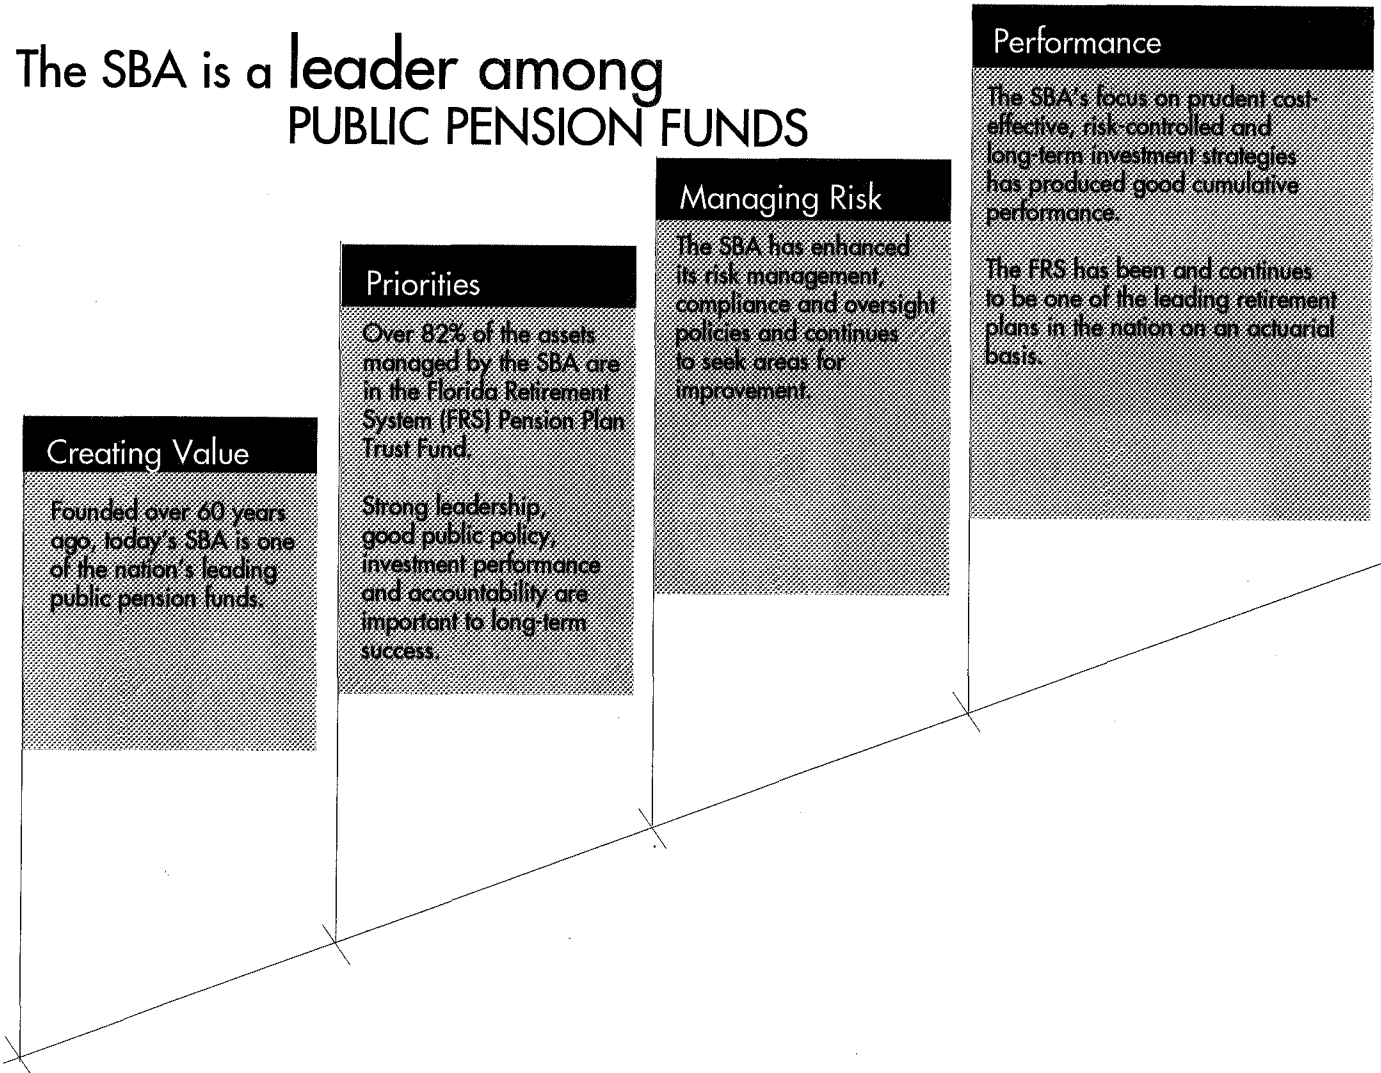 The SBA is a leader among
PUBLIC PENSION FUNDS
Creating Value
Founded over 60 years
ago, today's SBA is one
of the nation's leading
public pension funds.
Priorities
Over 82% of the assets
managed by the SBA are
in the Florida Retirement
System (FRS) Pension Plan
Trust Fund.
Strong leadership,
good public policy,
investment performance
and accountability are
important to long-term
success.
Managing Risk
The SBA has enhanced
its risk management,
compliance and oversight
policies and continues
to seek areas for
improvement.
Performance
The SBA's focus on prudent cost-
effective, risk-controlled and
long-term investment strategies
has produced good cumulative
performance.
The FRS has been and continues
to be one of the leading retirement
plans in the nation on an actuarial
basis.